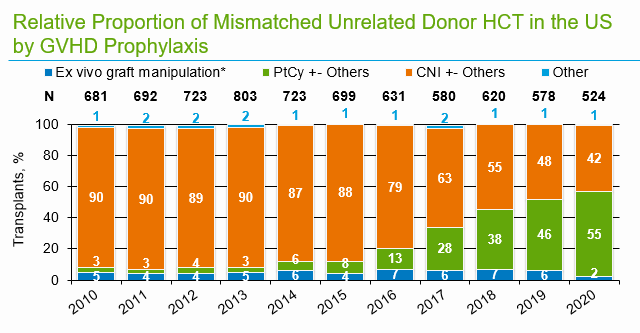 Relative Proportion of Mismatched Unrelated Donor HCT in the US
by GVHD Prophylaxis
Ex vivo graft manipulation* PtCy +- Others CNI +- Others Other
N 681 692 723 803 723 699 631 580 620 578 524
1 2 2 2 1 1 1 2 1 1 1
100
80
60
40
20
0
Transplants, %
90 90 89 90 87 88 79 63 55 48 42
3 3 4 3 6 8 13 28 38 46 55
5 4 4 5 6 4 7 6 7 6 2
2010 2011 2012 2013 2014 2015 2016 2017 2018 2019 2020